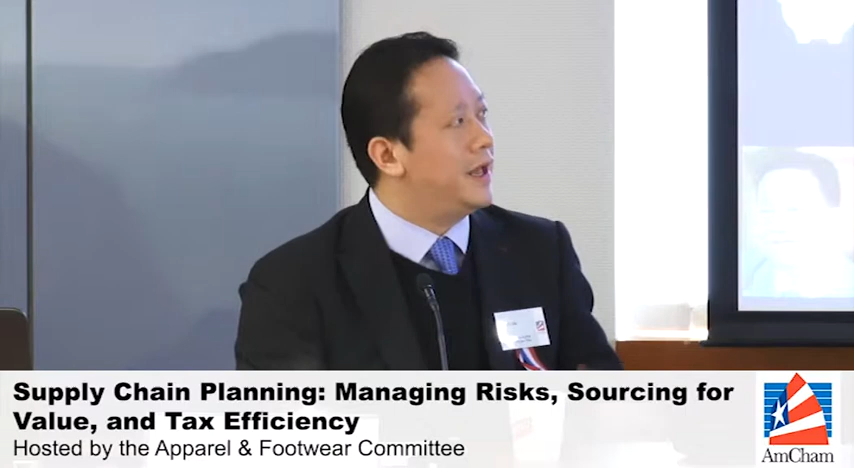 Supply Chain Planning: Managing Risks, Sourcing for
Value, and Tax Efficiency
Hosted by the Apparel & Footwear Committee
AmCham